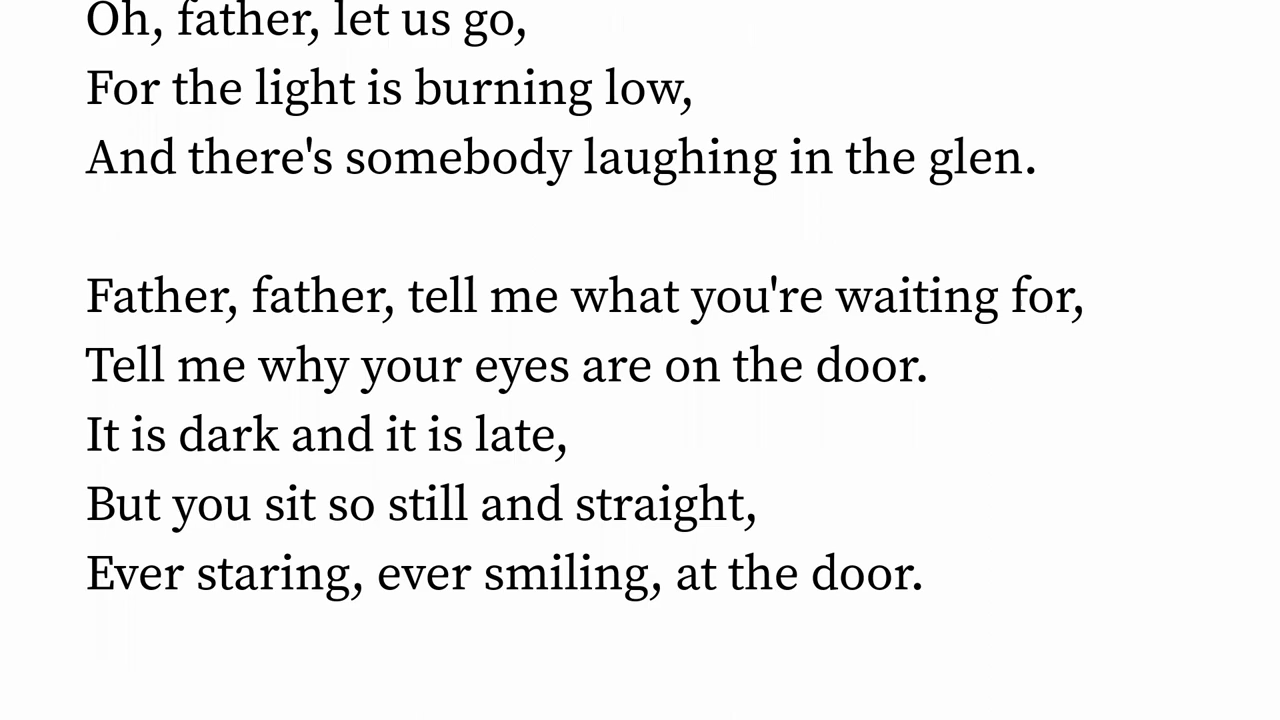 Oh, father, let us go,
For the light is burning low,
And there's somebody laughing in the glen.
Father, father, tell me what you're waiting for,
Tell me why your eyes are on the door.
It is dark and it is late,
But you sit so still and straight,
Ever staring, ever smiling, at the door.